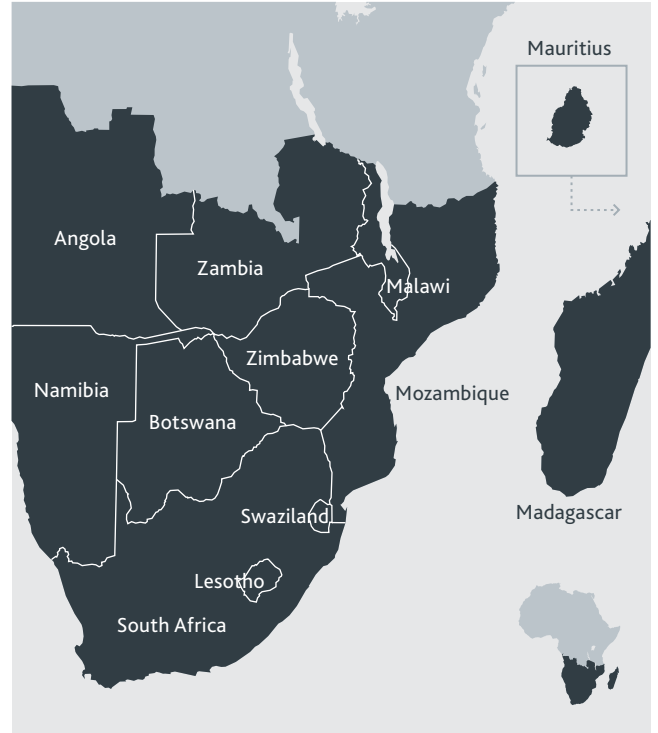 Mauritius
Angola
Zambia
Malawi
Zimbabwe
Namibia
Mozambique
Botswana
Swaziland
Madagascar
Lesotho
South Africa